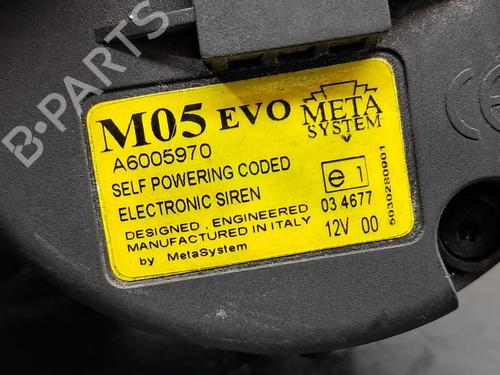 B-PARTS
M05 EVO META SYSTEM
A6005970
SELF POWERING CODED
ELECTRONIC SIREN
e 1
03 4677
12V 00
DESIGNED, ENGINEERED
MANUFACTURED IN ITALY
by MetaSystem
5030280001
CE